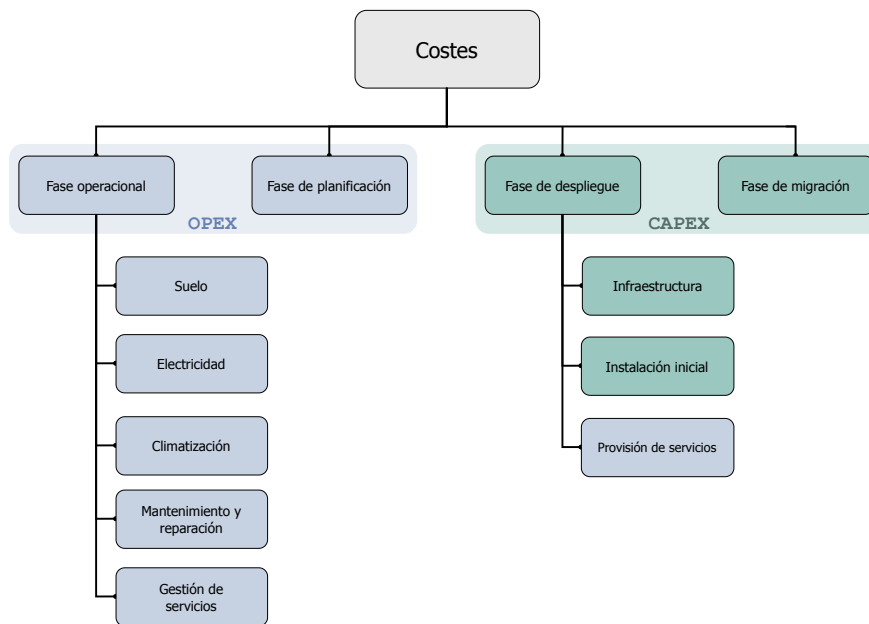 Costes
Fase operacional
Fase de planificación
Fase de despliegue
Fase de migración
OPEX
CAPEX
Suelo
Infraestructura
Electricidad
Instalación inicial
Climatización
Provisión de servicios
Mantenimiento y
reparación
Gestión de
servicios